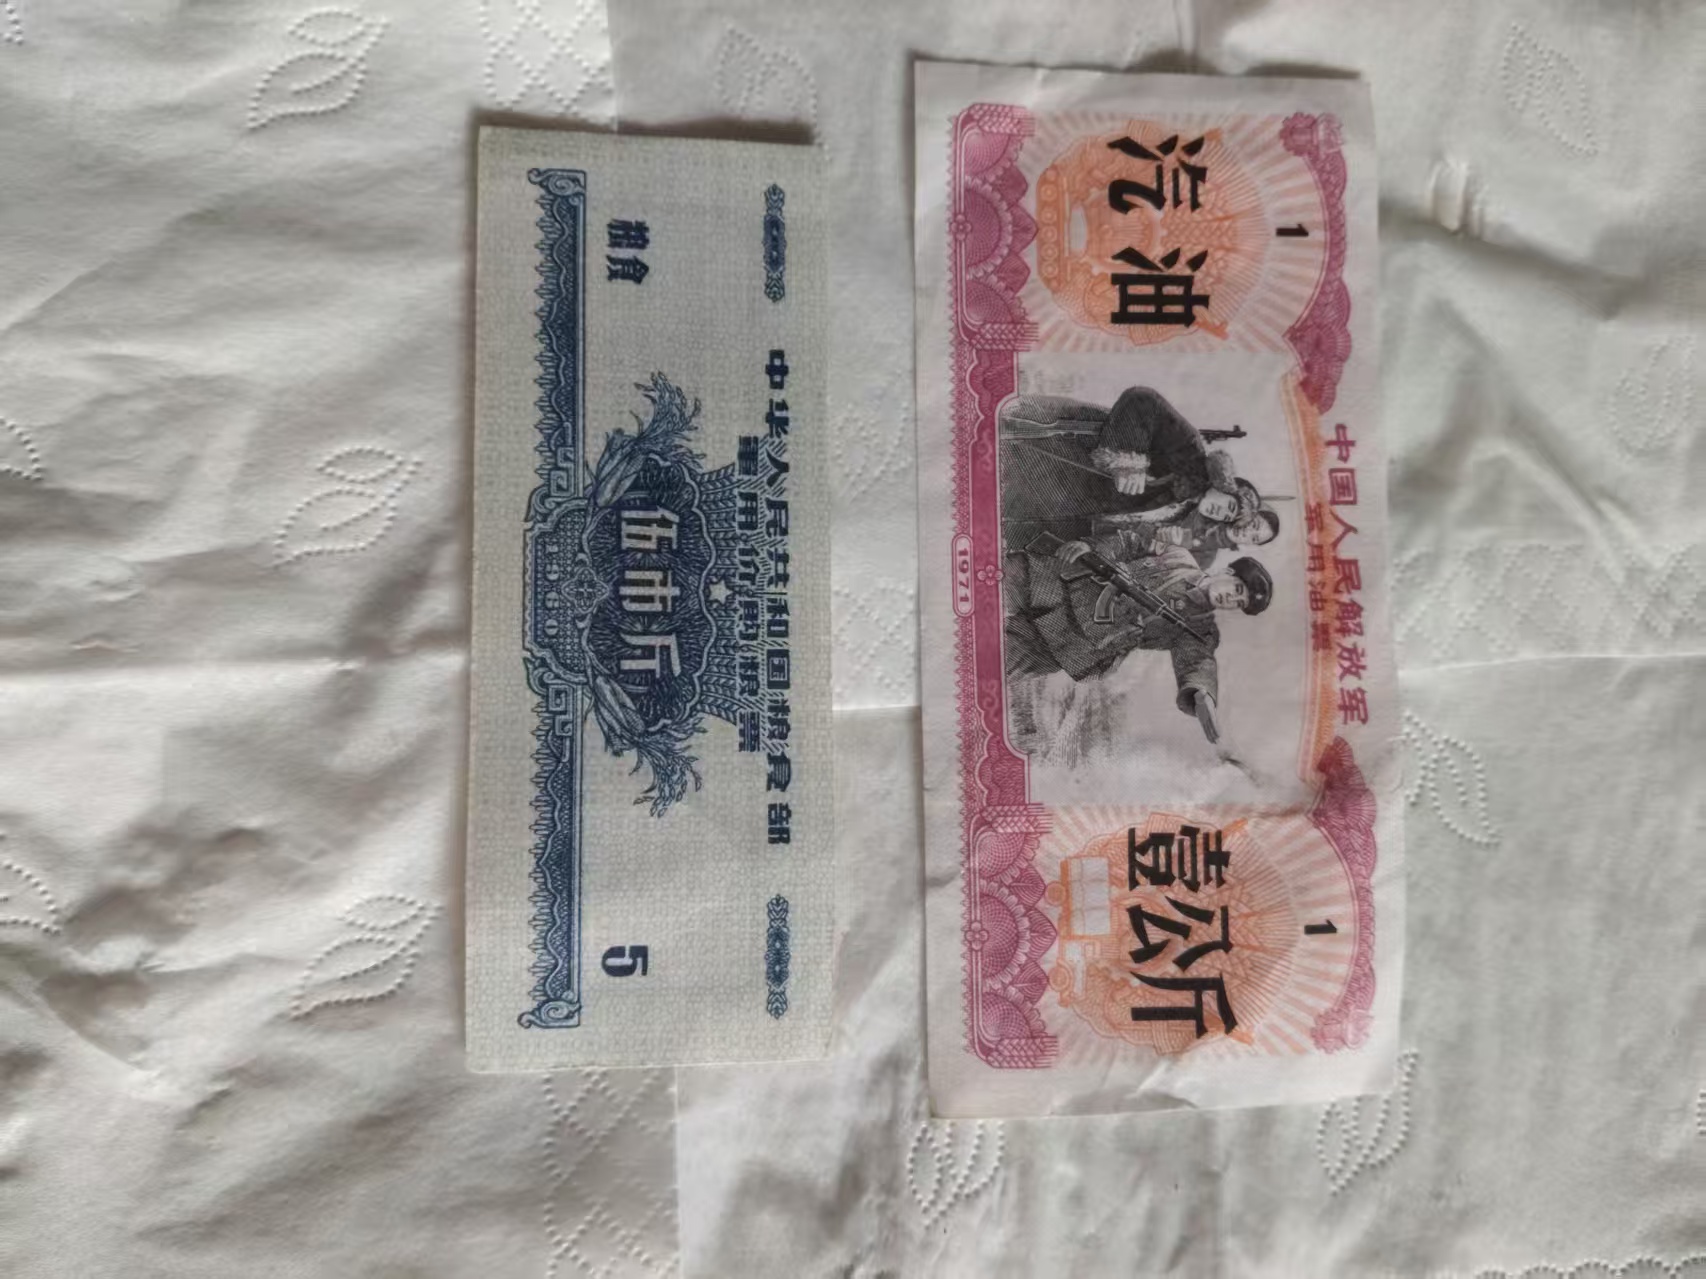 中华人民共和国粮食部
军用价购粮票
粮食
伍市斤
5
1960
中国人民解放军
军用油票
1
1
汽油
壹公斤
1971